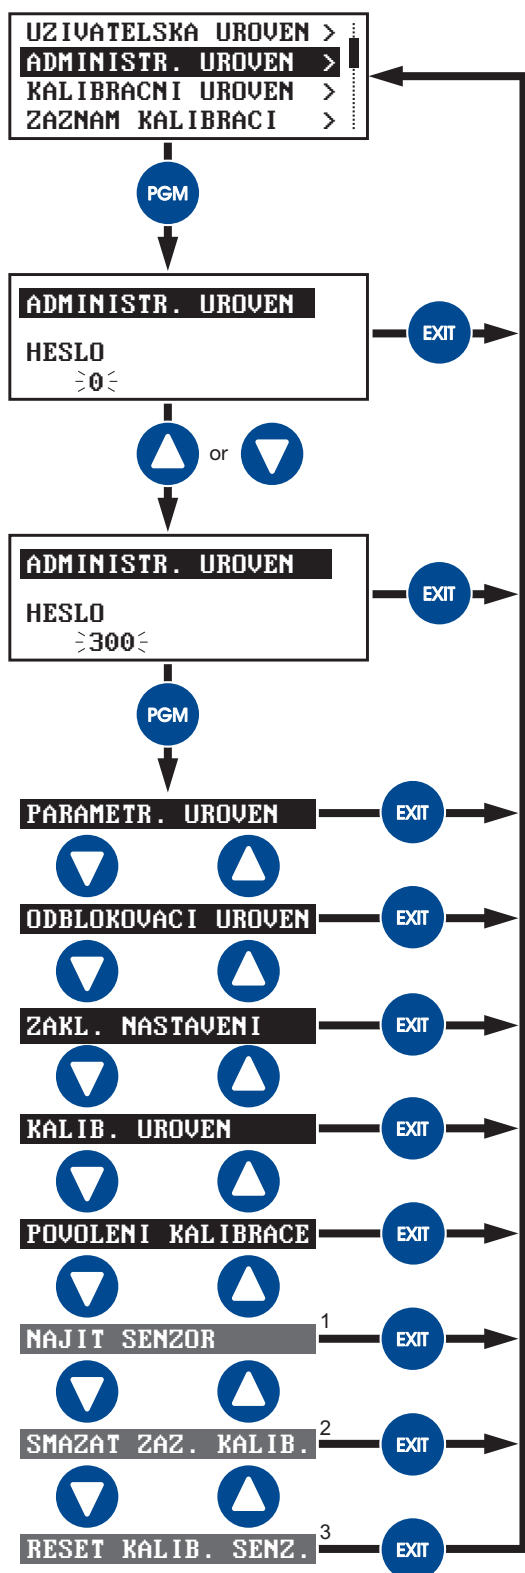 UZIVATELSKA UROVEN >
ADMINISTR. UROVEN >
KALIBRACNI UROVEN >
ZAZNAM KALIBRACI >
PGM
ADMINISTR. UROVEN
HESLO
0
EXIT
or
ADMINISTR. UROVEN
HESLO
300
EXIT
PGM
PARAMETR. UROVEN
EXIT
ODBLOKOVACI UROVEN
EXIT
ZAKL. NASTAVENI
EXIT
KALIB. UROVEN
EXIT
POVOLENI KALIBRACE
EXIT
NAJIT SENZOR 1
EXIT
SMAZAT ZAZ. KALIB. 2
EXIT
RESET KALIB. SENZ. 3
EXIT